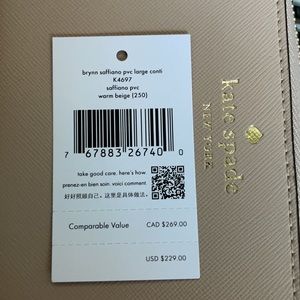 brynn saffiano pvc large conti
K4697
saffiano pvc
warm beige (250)
7 67883 26740 0
take good care. here's how
prenez-en bien soin. voici comment
好好照顾自己。这里是具体做法。
Comparable Value CAD $269.00
USD $229.00
kate spade
NEW YORK